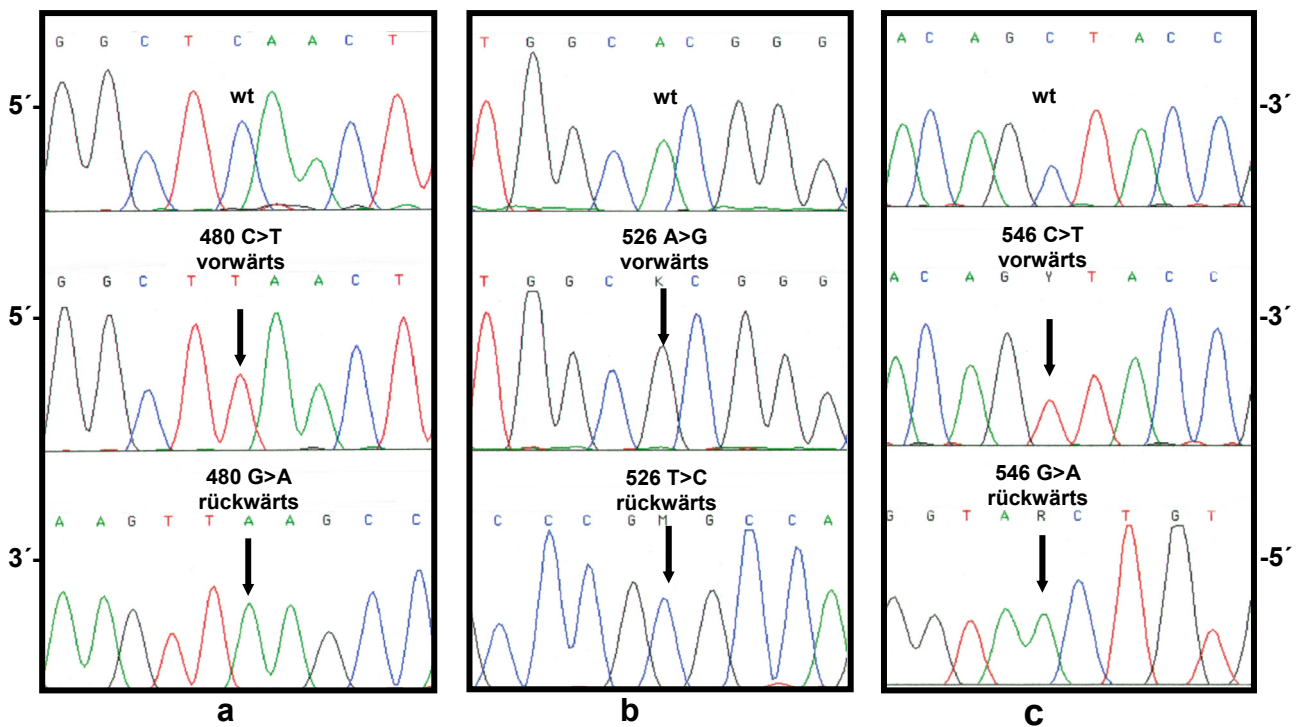 G G C T C A A C T
wt
5´-
480 C>T
vorwärts
G G C T T A A C T
5´-
480 G>A
rückwärts
A A G T T A A G C C
3´-
a
T G G C A C G G G
wt
526 A>G
vorwärts
T G G C K C G G G
526 T>C
rückwärts
C C C G M G C C A
b
A C A G C T A C C
wt
-3´
546 C>T
vorwärts
A C A G Y T A C C
-3´
546 G>A
rückwärts
G G T A R C T G T
-5´
c